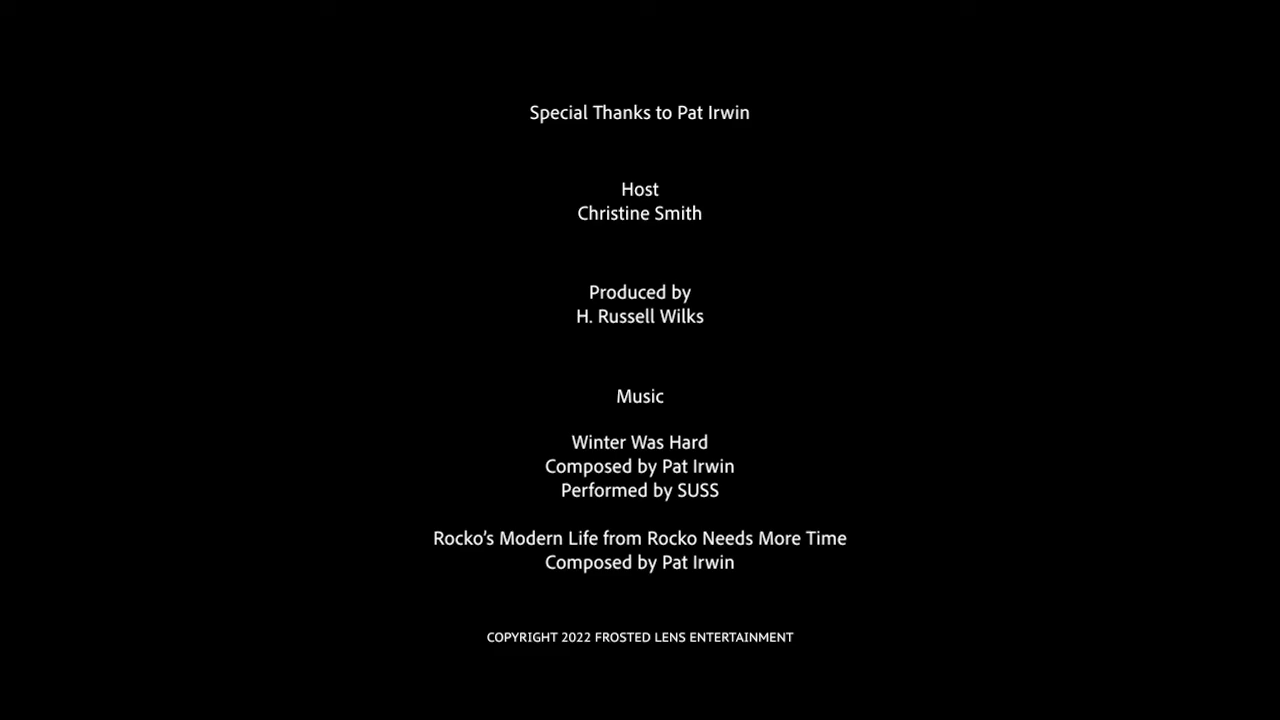 Special Thanks to Pat Irwin
Host
Christine Smith
Produced by
H. Russell Wilks
Music
Winter Was Hard
Composed by Pat Irwin
Performed by SUSS
Rocko's Modern Life from Rocko Needs More Time
Composed by Pat Irwin
COPYRIGHT 2022 FROSTED LENS ENTERTAINMENT